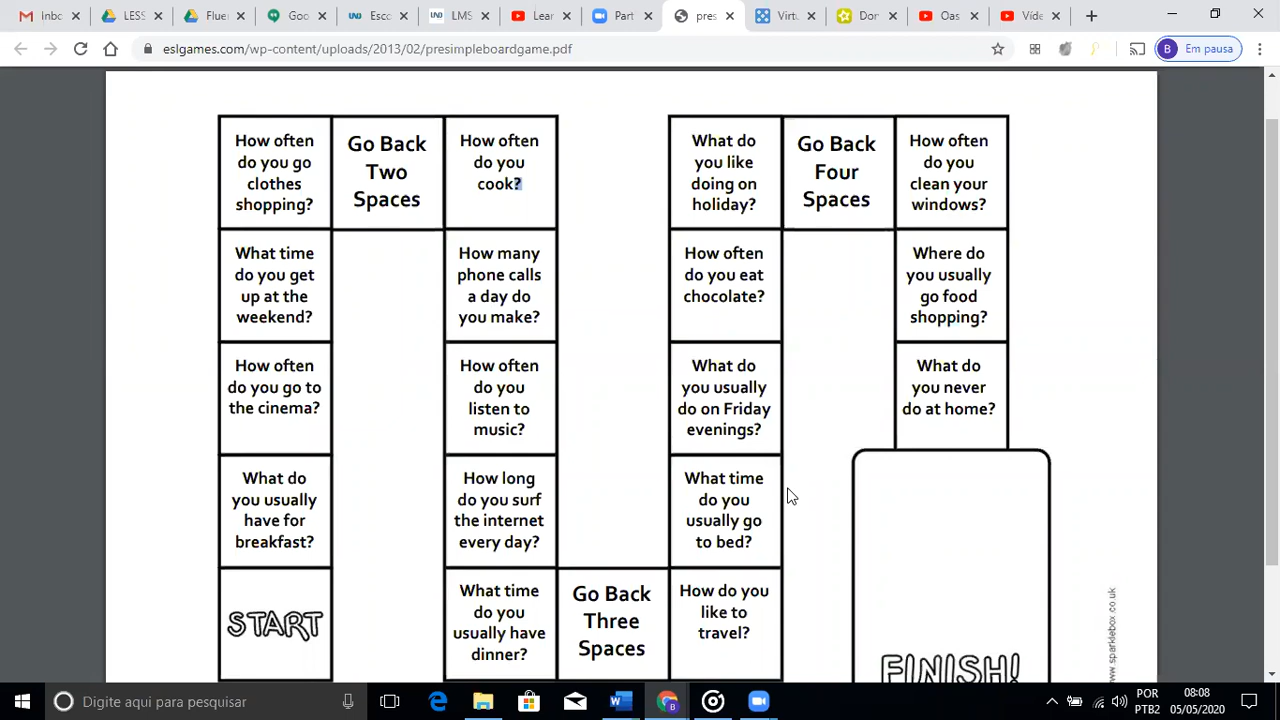 Inbc
LESS
Fluer
Goo
Esco
LMS
Lear
Part
pres
Virtu
Dor
Oas
Víde
eslgames.com/wp-content/uploads/2013/02/presimpleboardgame.pdf
B
Em pausa
How often
do you go
clothes
shopping?
Go Back
Two
Spaces
How often
do you
cook?
What do
you like
doing on
holiday?
Go Back
Four
Spaces
How often
do you
clean your
windows?
What time
do you get
up at the
weekend?
How many
phone calls
a day do
you make?
How often
do you eat
chocolate?
Where do
you usually
go food
shopping?
How often
do you go to
the cinema?
How often
do you
listen to
music?
What do
you usually
do on Friday
evenings?
What do
you never
do at home?
What do
you usually
have for
breakfast?
How long
do you surf
the internet
every day?
What time
do you
usually go
to bed?
START
What time
do you
usually have
dinner?
Go Back
Three
Spaces
How do you
like to
travel?
FINISH!
www.sparklebox.co.uk
Digite aqui para pesquisar
POR
PTB2
08:08
05/05/2020